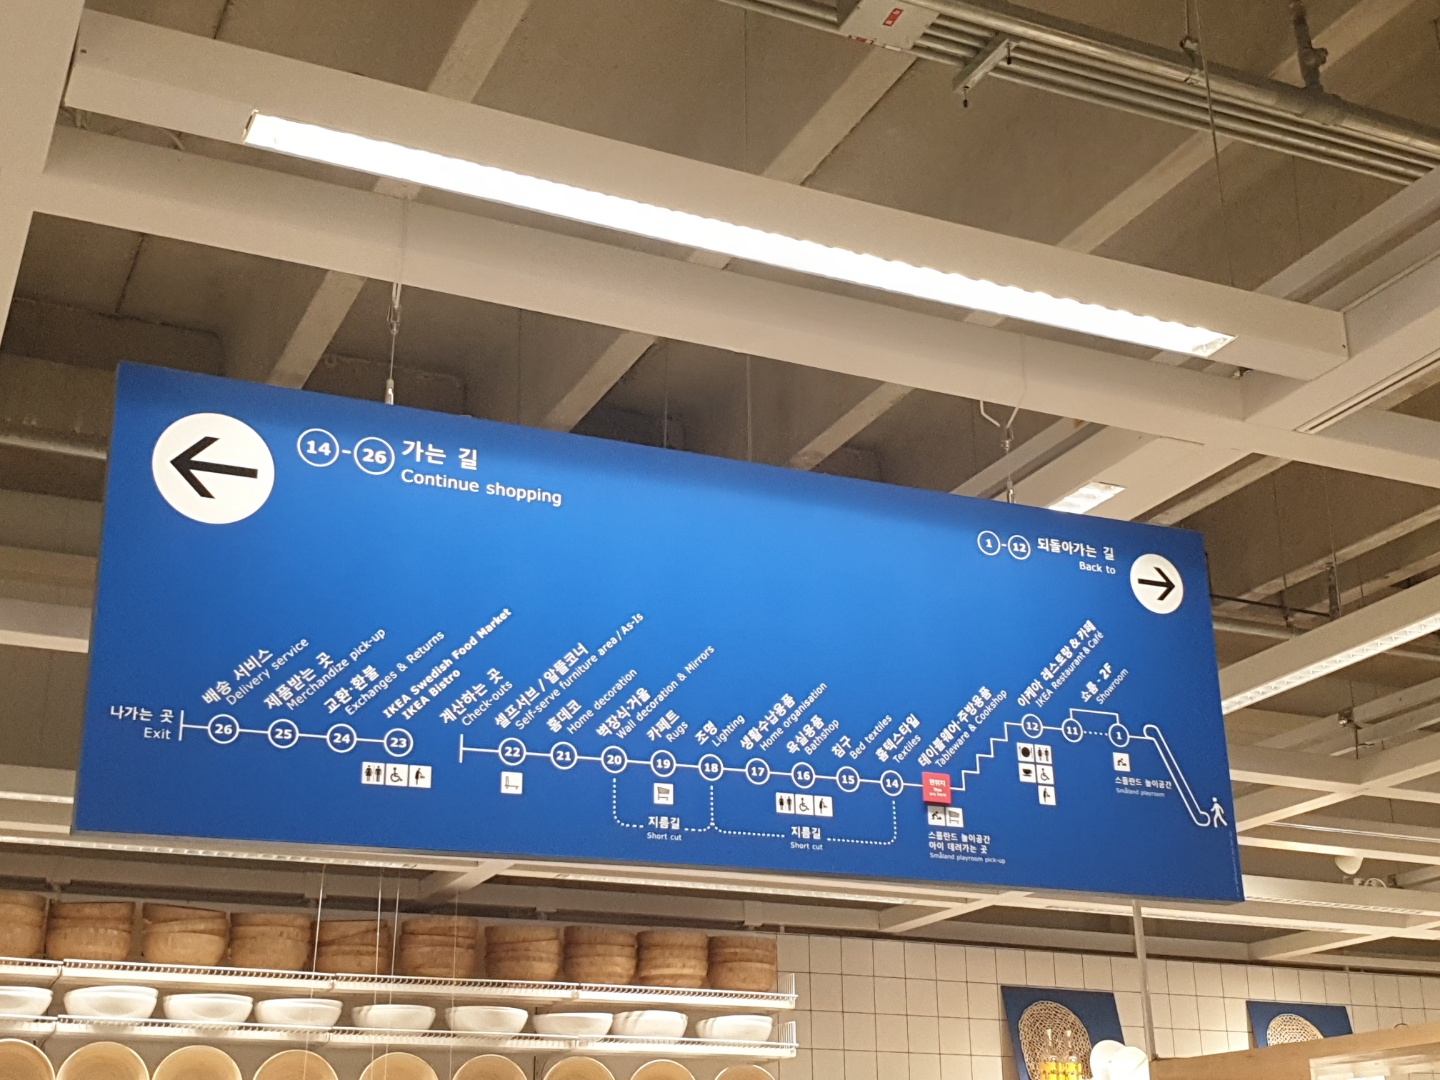 14 - 26 가는 길
Continue shopping
1 - 12 되돌아가는 길
Back to
나가는 곳
Exit
26
배송 서비스
Delivery service
25
제품받는 곳
Merchandize pick-up
24
교환·환불
Exchanges & Returns
23
IKEA Swedish Food Market
IKEA Bistro
계산하는 곳
Check-outs
22
셀프서브/알뜰코너
Self-serve furniture area/As-Is
21
홈데코
Home decoration
20
벽장식·거울
Wall decoration & Mirrors
19
카페트
Rugs
18
조명
Lighting
17
생활수납용품
Home organisation
16
욕실용품
Bathshop
15
침구
Bed textiles
14
홈텍스타일
Textiles
테이블웨어·주방용품
Tableware & Cookshop
현위치
You
are here
12
이케아 레스토랑 & 카페
IKEA Restaurant & Café
11
쇼룸 - 2F
Showroom
1
스몰란드 놀이공간
Småland playroom
지름길
Short cut
지름길
Short cut
스몰란드 놀이공간
아이 데려가는 곳
Småland playroom pick-up